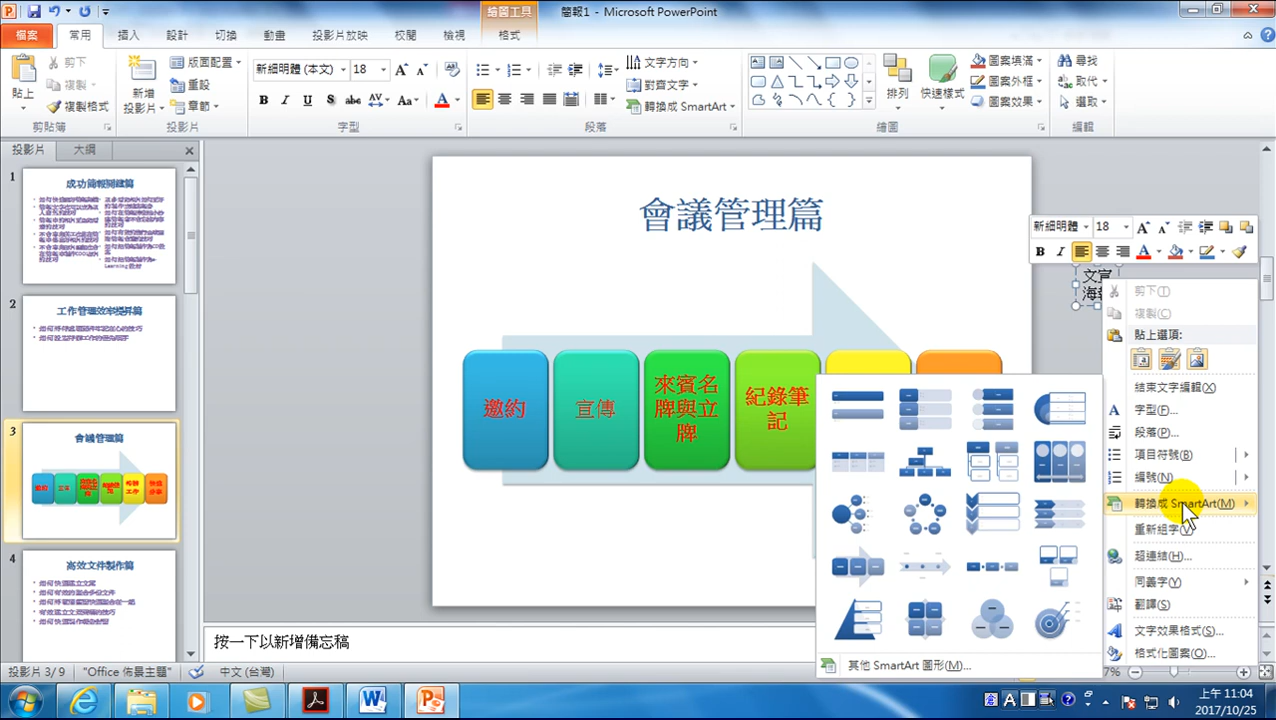 繪圖工具
簡報1 - Microsoft PowerPoint
檔案
常用
插入
設計
切換
動畫
投影片放映
校閱
檢視
格式
貼上
剪下
複製
複製格式
剪貼簿
新增
投影片
版面配置
重設
章節
投影片
新細明體 (本文)
18
B I U S abc AV Aa A
字型
文字方向
對齊文字
轉換成 SmartArt
段落
排列
快速樣式
圖案填滿
圖案外框
圖案效果
繪圖
尋找
取代
選取
編輯
投影片
大綱
1
成功簡報關鍵篇
2
工作管理效率提昇篇
3
會議管理篇
4
高效文件製作篇
會議管理篇
邀約
宣傳
來賓名
牌與立
牌
紀錄筆
記
文宣
新細明體
18
B I A
剪下(T)
複製(C)
貼上選項:
結束文字編輯(X)
字型(F)...
段落(P)...
項目符號(B)
編號(N)
轉換成 SmartArt(M)
重新組字(V)
超連結(H)...
同義字(Y)
翻譯(S)
文字效果格式(S)...
格式化圖案(O)...
其他 SmartArt 圖形(M)...
按一下以新增備忘稿
投影片 3/9
"Office 佈景主題"
中文 (台灣)
7%
上午 11:04
2017/10/25